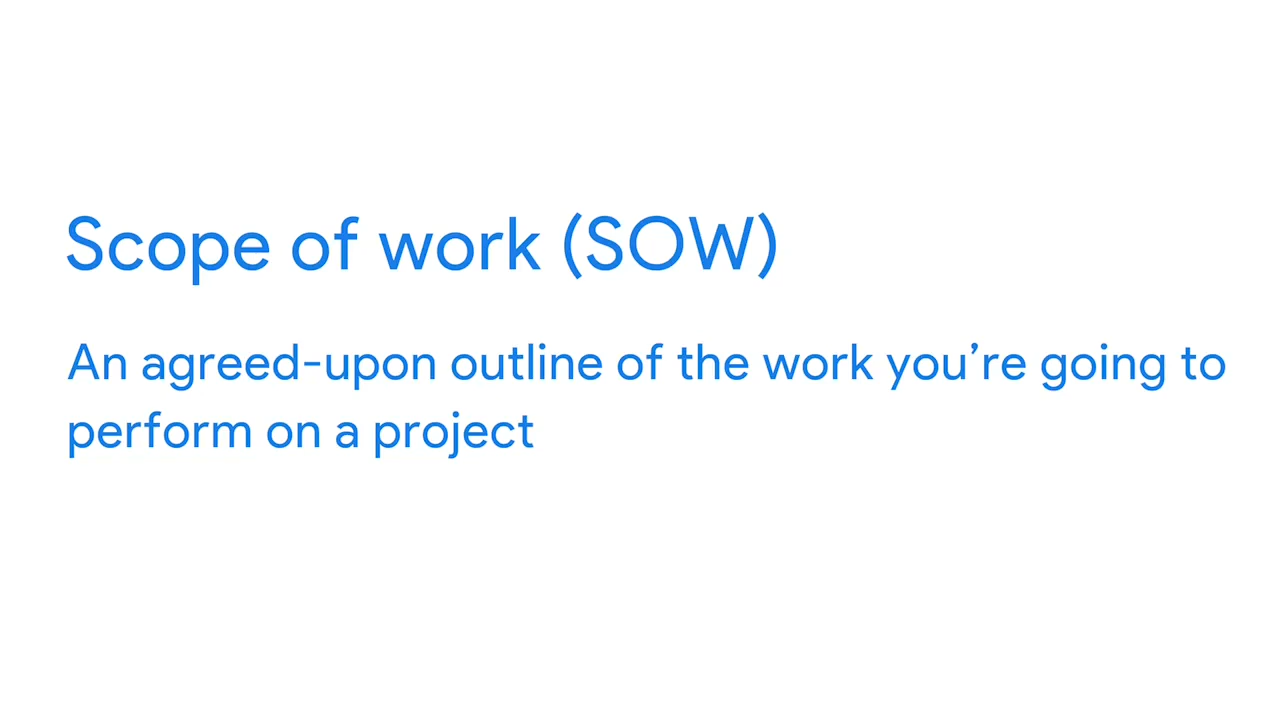 Scope of work (SOW)
An agreed-upon outline of the work you’re going to
perform on a project